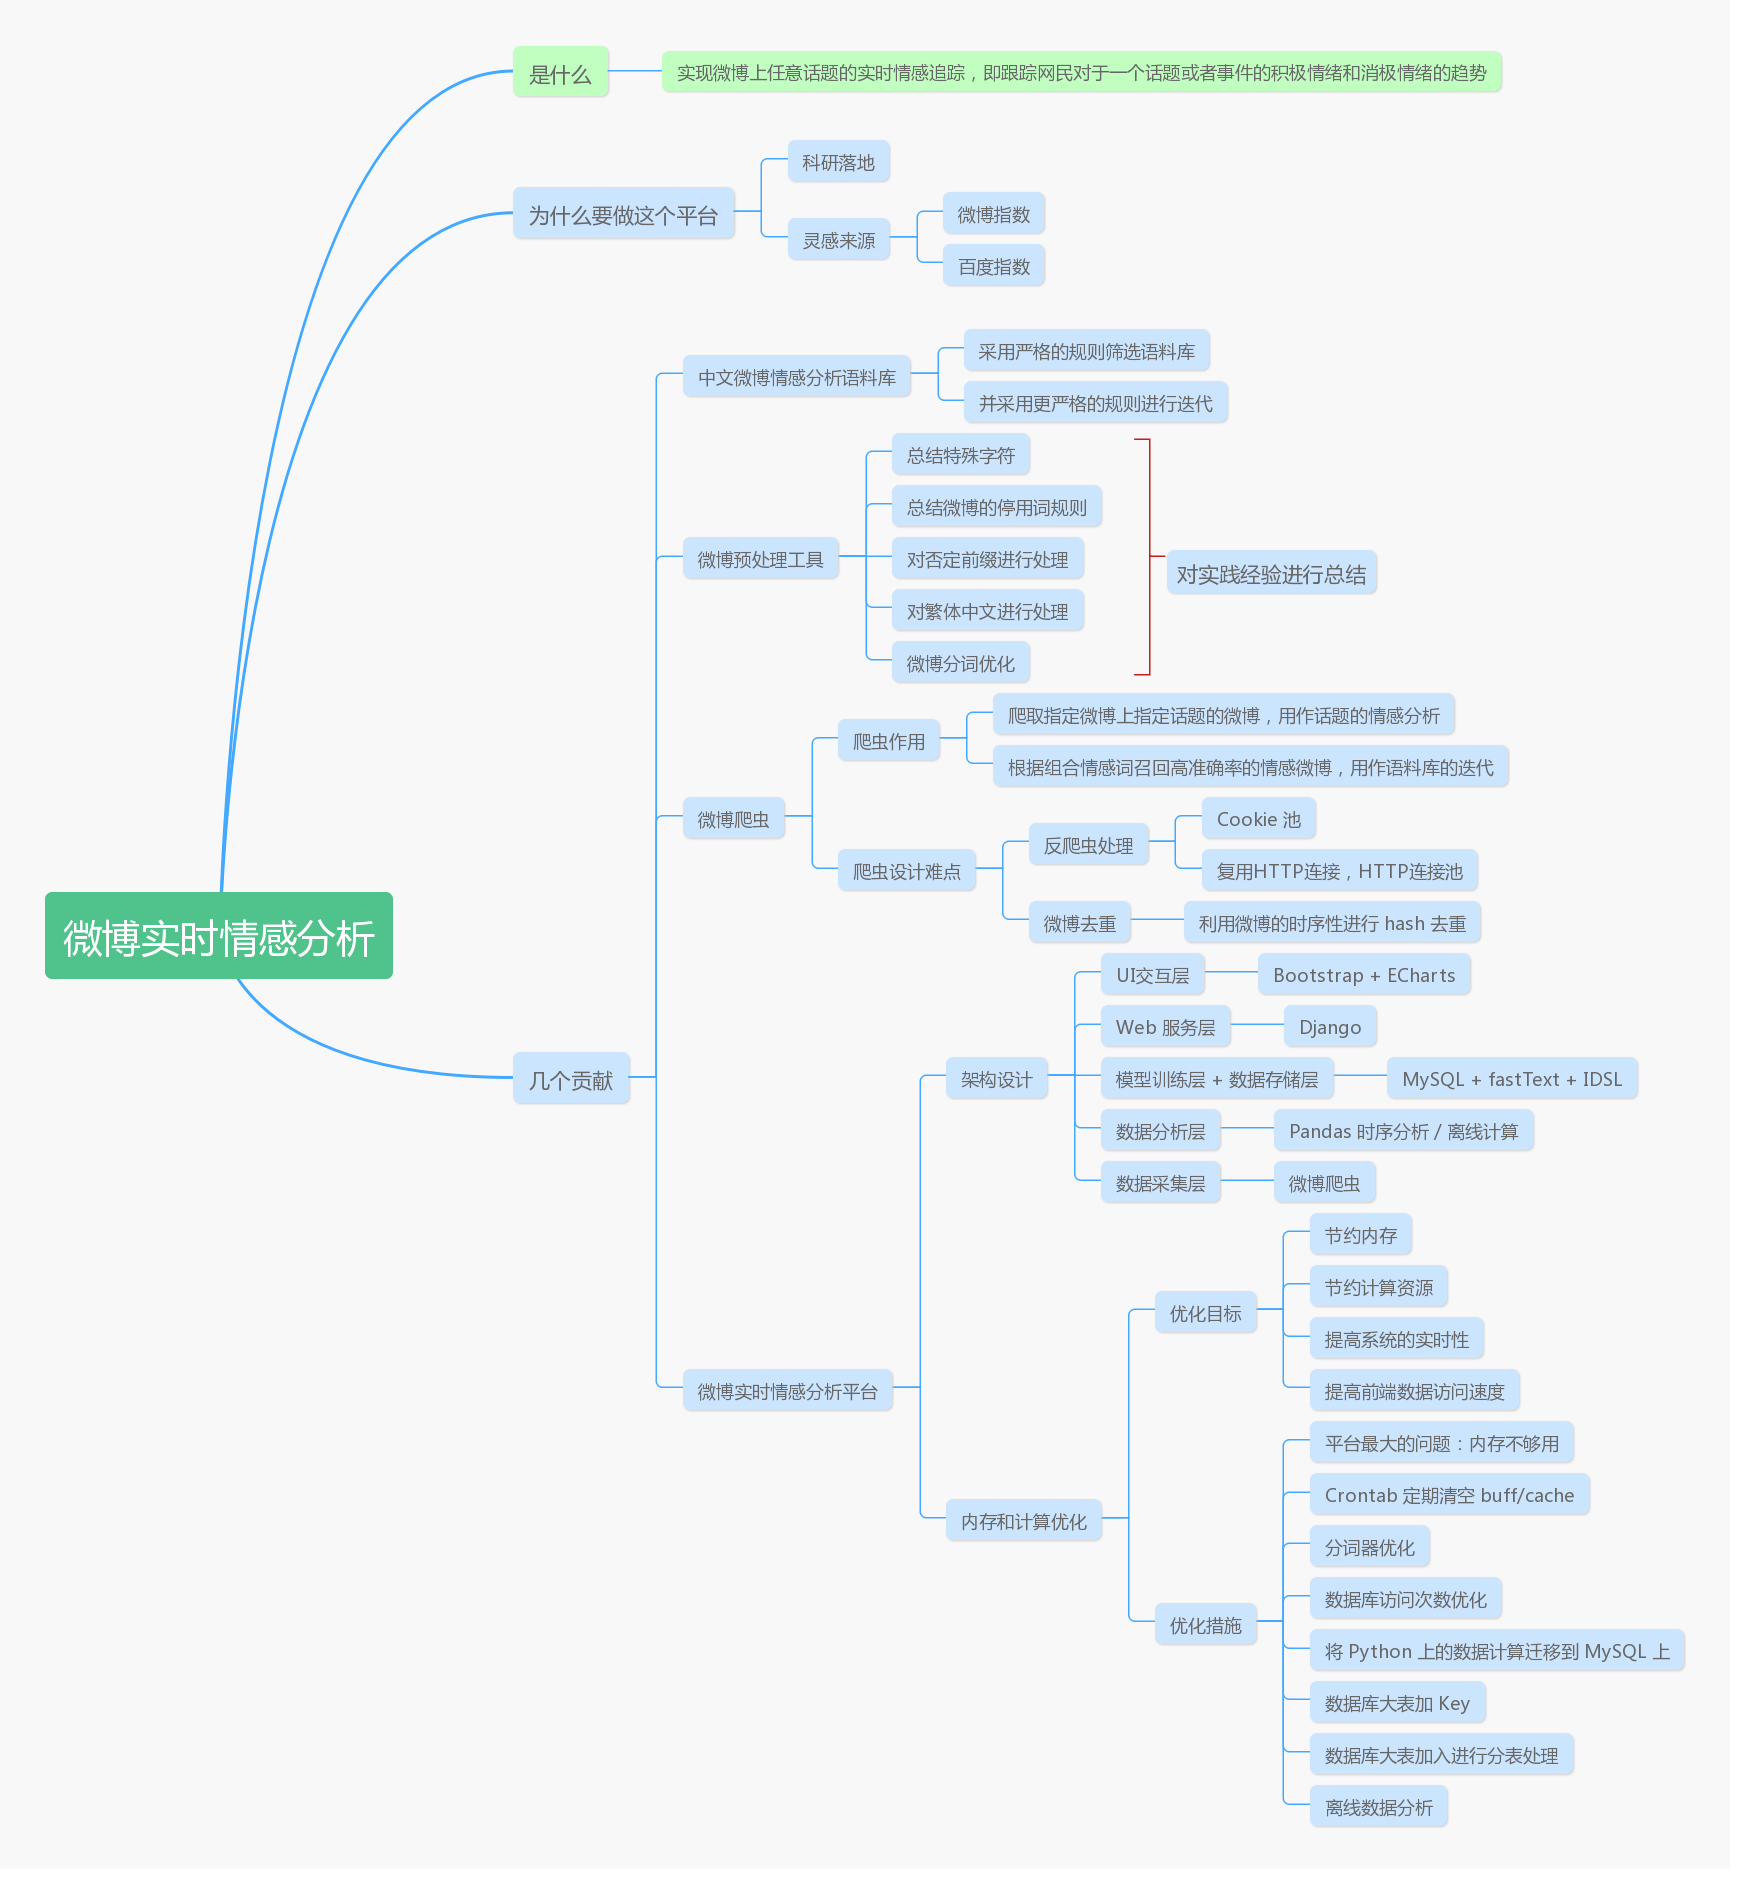 微博实时情感分析
是什么
实现微博上任意话题的实时情感追踪，即跟踪网民对于一个话题或者事件的积极情绪和消极情绪的趋势
为什么要做这个平台
科研落地
灵感来源
微博指数
百度指数
几个贡献
中文微博情感分析语料库
采用严格的规则筛选语料库
并采用更严格的规则进行迭代
微博预处理工具
总结特殊字符
总结微博的停用词规则
对否定前缀进行处理
对繁体中文进行处理
微博分词优化
对实践经验进行总结
微博爬虫
爬虫作用
爬取指定微博上指定话题的微博，用作话题的情感分析
根据组合情感词召回高准确率的情感微博，用作语料库的迭代
爬虫设计难点
反爬虫处理
Cookie 池
复用HTTP连接，HTTP连接池
微博去重
利用微博的时序性进行 hash 去重
微博实时情感分析平台
架构设计
UI交互层
Bootstrap + ECharts
Web 服务层
Django
模型训练层 + 数据存储层
MySQL + fastText + IDSL
数据分析层
Pandas 时序分析 / 离线计算
数据采集层
微博爬虫
内存和计算优化
优化目标
节约内存
节约计算资源
提高系统的实时性
提高前端数据访问速度
优化措施
平台最大的问题：内存不够用
Crontab 定期清空 buff/cache
分词器优化
数据库访问次数优化
将 Python 上的数据计算迁移到 MySQL 上
数据库大表加 Key
数据库大表加入进行分表处理
离线数据分析